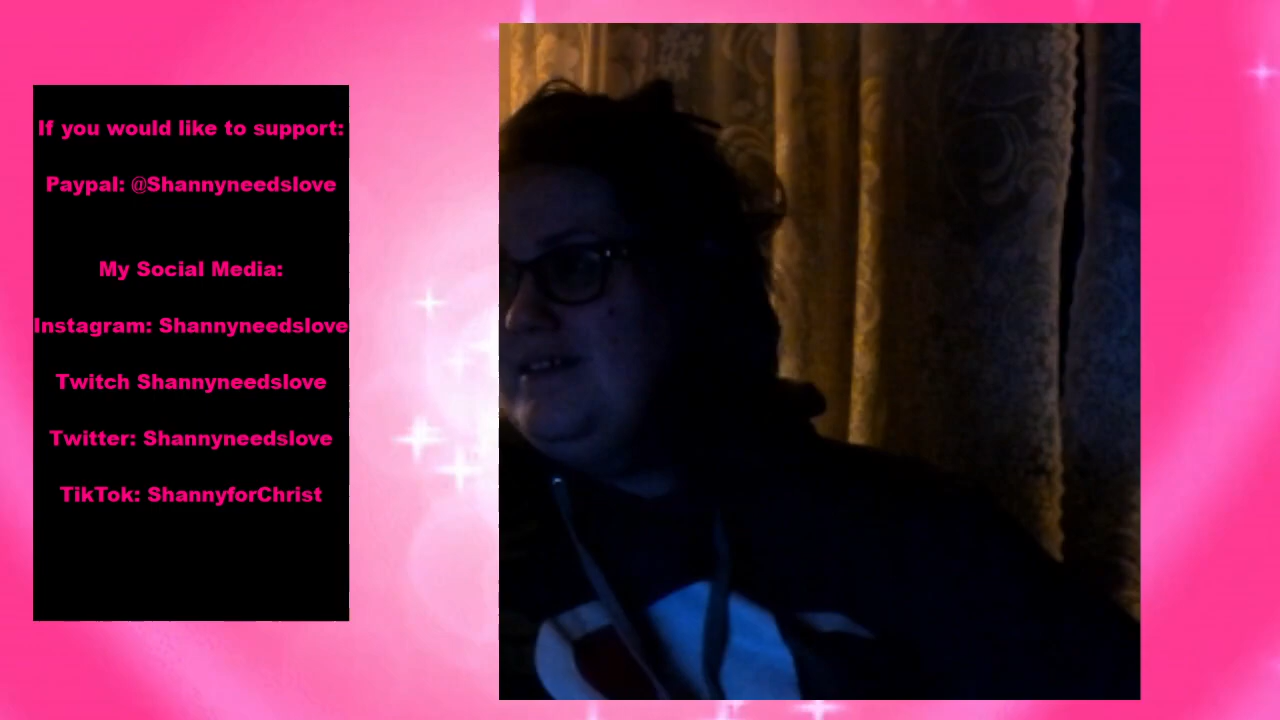 If you would like to support:
Paypal: @Shannyneedslove
My Social Media:
Instagram: Shannyneedslove
Twitch Shannyneedslove
Twitter: Shannyneedslove
TikTok: ShannyforChrist